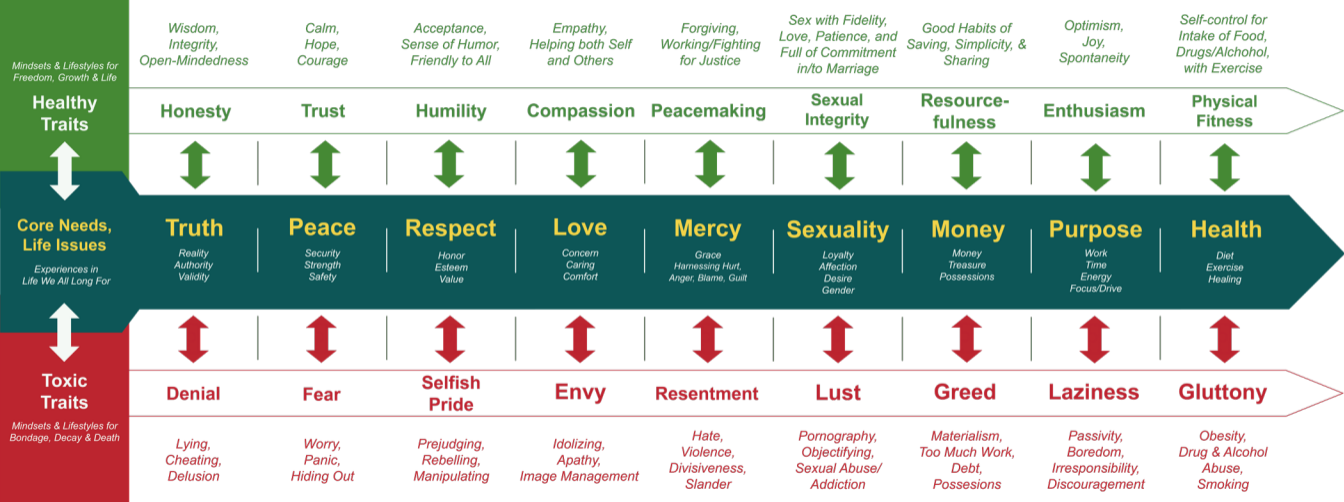 Wisdom,
Integrity,
Open-Mindedness
Calm,
Hope,
Courage
Acceptance,
Sense of Humor,
Friendly to All
Empathy,
Helping both Self
and Others
Forgiving,
Working/Fighting
for Justice
Sex with Fidelity,
Love, Patience, and
Full of Commitment
in/to Marriage
Good Habits of
Saving, Simplicity, &
Sharing
Optimism,
Joy,
Spontaneity
Self-control for
Intake of Food,
Drugs/Alchohol,
with Exercise
Mindsets & Lifestyles for
Freedom, Growth & Life
Healthy
Traits
Honesty
Trust
Humility
Compassion
Peacemaking
Sexual
Integrity
Resource-
fulness
Enthusiasm
Physical
Fitness
Core Needs,
Life Issues
Experiences in
Life We All Long For
Truth
Reality
Authority
Validity
Peace
Security
Strength
Safety
Respect
Honor
Esteem
Value
Love
Concern
Caring
Comfort
Mercy
Grace
Harnessing Hurt,
Anger, Blame, Guilt
Sexuality
Loyalty
Affection
Desire
Gender
Money
Money
Treasure
Possessions
Purpose
Work
Time
Energy
Focus/Drive
Health
Diet
Exercise
Healing
Toxic
Traits
Mindsets & Lifestyles for
Bondage, Decay & Death
Denial
Fear
Selfish
Pride
Envy
Resentment
Lust
Greed
Laziness
Gluttony
Lying,
Cheating,
Delusion
Worry,
Panic,
Hiding Out
Prejudging,
Rebelling,
Manipulating
Idolizing,
Apathy,
Image Management
Hate,
Violence,
Divisiveness,
Slander
Pornography,
Objectifying,
Sexual Abuse/
Addiction
Materialism,
Too Much Work,
Debt,
Possesions
Passivity,
Boredom,
Irresponsibility,
Discouragement
Obesity,
Drug & Alcohol
Abuse,
Smoking